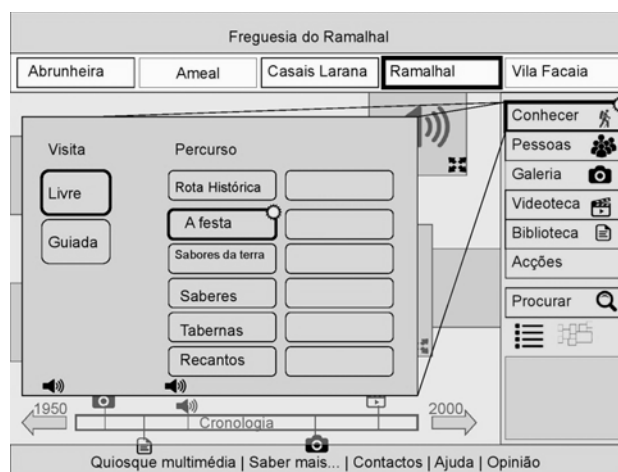 Freguesia do Ramalhal
Abrunheira
Ameal
Casais Larana
Ramalhal
Vila Facaia
Visita
Livre
Guiada
Percurso
Rota Histórica
A festa
Sabores da terra
Saberes
Tabernas
Recantos
Conhecer
Pessoas
Galeria
Videoteca
Biblioteca
Acções
Procurar
1950
Cronologia
2000
Quiosque multimédia | Saber mais... | Contactos | Ajuda | Opinião